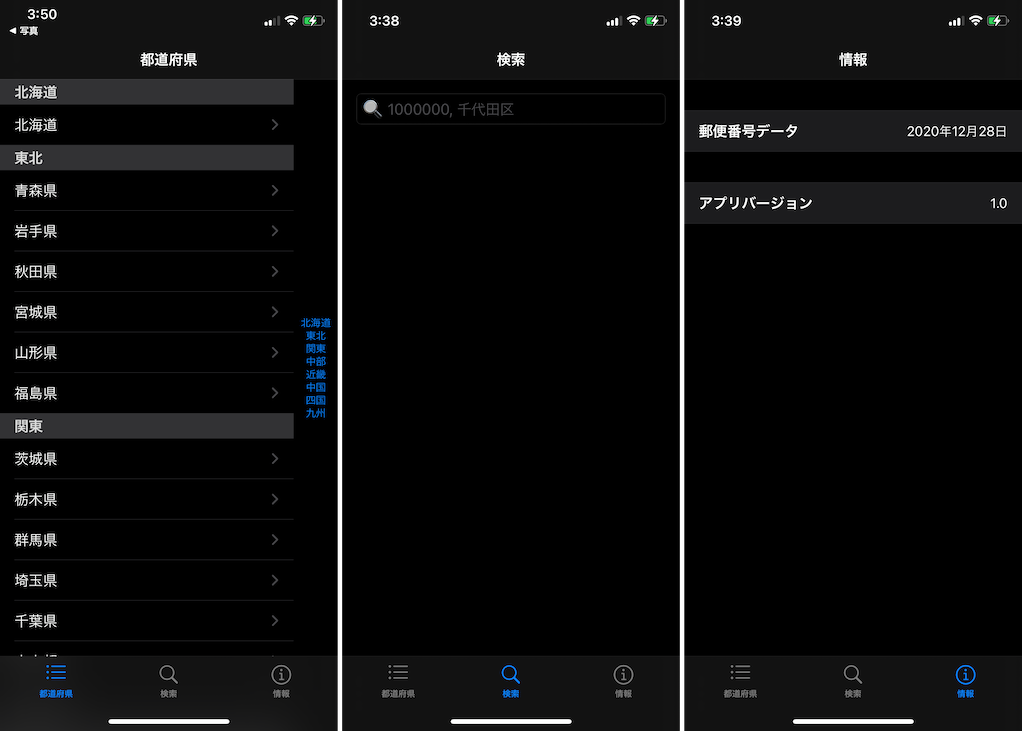 3:50
◀ 写真
都道府県
北海道
北海道
東北
青森県
岩手県
秋田県
宮城県
山形県
福島県
関東
茨城県
栃木県
群馬県
埼玉県
千葉県
北海道
東北
関東
中部
近畿
中国
四国
九州
都道府県
検索
情報
3:38
検索
1000000, 千代田区
都道府県
検索
情報
3:39
情報
郵便番号データ 2020年12月28日
アプリバージョン 1.0
都道府県
検索
情報